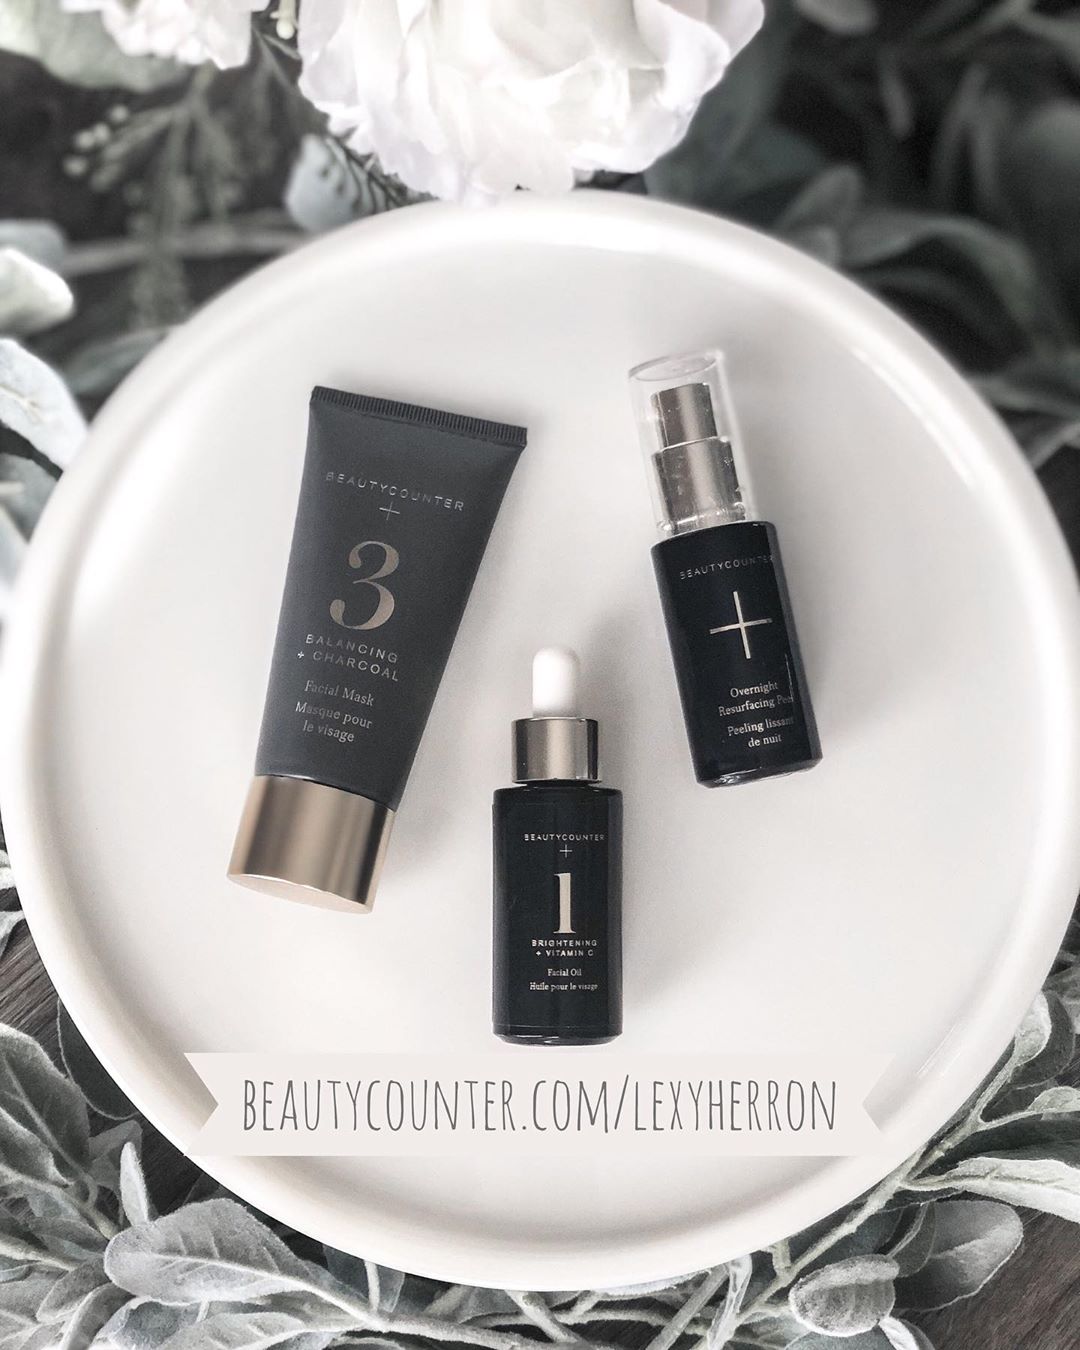 BEAUTYCOUNTER
+
3
BALANCING
+ CHARCOAL
Facial Mask
Masque pour
le visage
BEAUTYCOUNTER
+
Overnight
Resurfacing Peel
Peeling lissant
de nuit
BEAUTYCOUNTER
+
1
BRIGHTENING
+ VITAMIN C
Facial Oil
Huile pour le visage
BEAUTYCOUNTER.COM/LEXYHERRON